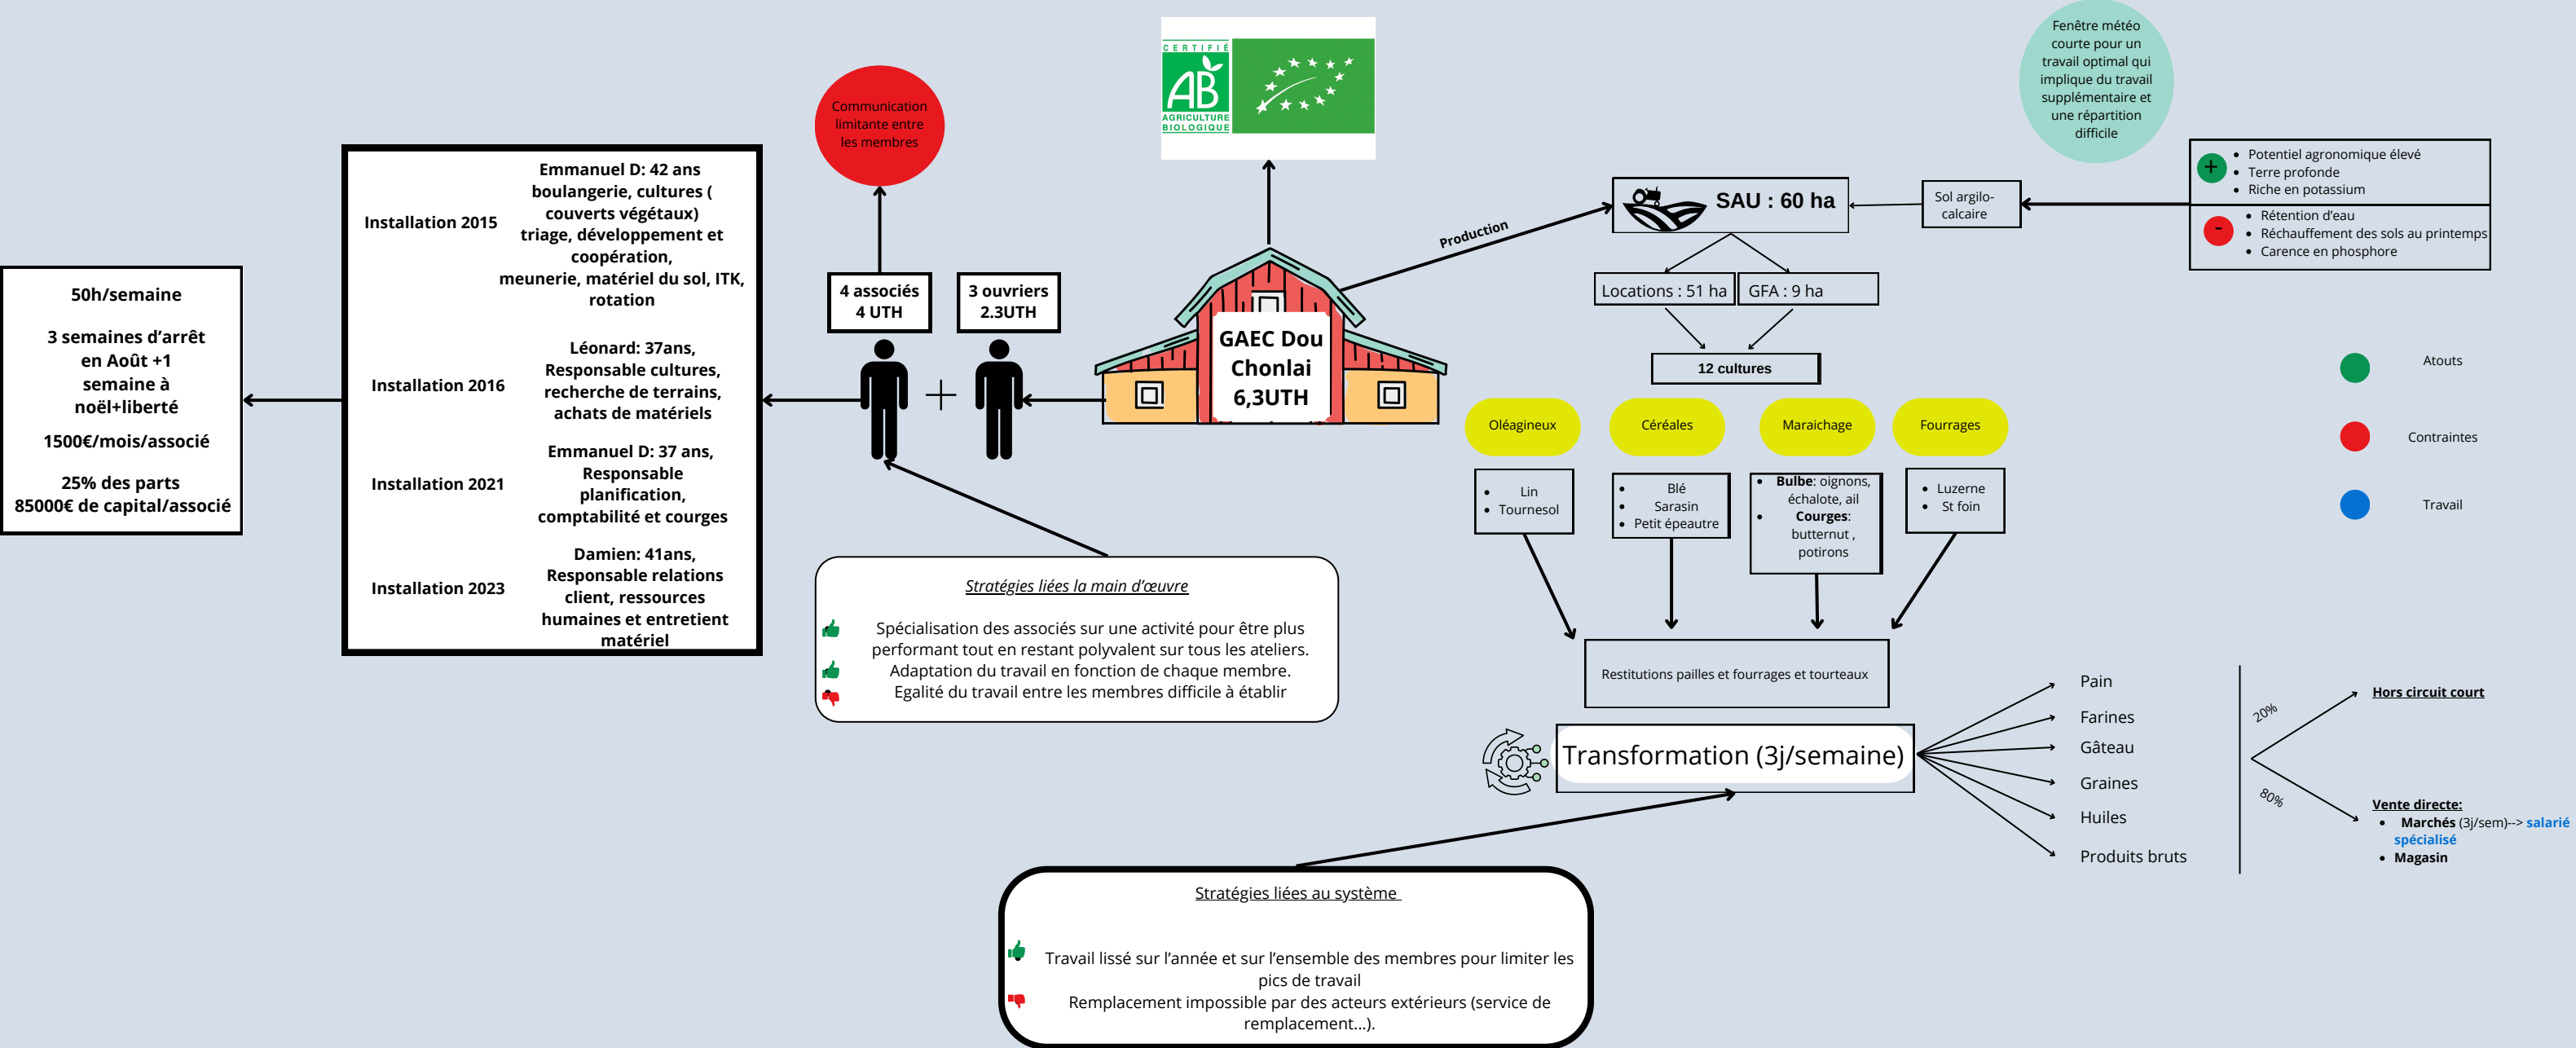 CERTIFIÉ
AB
AGRICULTURE
BIOLOGIQUE
Fenêtre météo
courte pour un
travail optimal qui
implique du travail
supplémentaire et
une répartition
difficile
Communication
limitante entre
les membres
50h/semaine
3 semaines d’arrêt
en Août +1
semaine à
noël+liberté
1500€/mois/associé
25% des parts
85000€ de capital/associé
Installation 2015
Emmanuel D: 42 ans
boulangerie, cultures (
couverts végétaux)
triage, développement et
coopération,
meunerie, matériel du sol, ITK,
rotation
Installation 2016
Léonard: 37ans,
Responsable cultures,
recherche de terrains,
achats de matériels
Installation 2021
Emmanuel D: 37 ans,
Responsable
planification,
comptabilité et courges
Installation 2023
Damien: 41ans,
Responsable relations
client, ressources
humaines et entretient
matériel
4 associés
4 UTH
3 ouvriers
2.3UTH
+
GAEC Dou
Chonlai
6,3UTH
Production
SAU : 60 ha
Sol argilo-
calcaire
+
• Potentiel agronomique élevé
• Terre profonde
• Riche en potassium
-
• Rétention d’eau
• Réchauffement des sols au printemps
• Carence en phosphore
Locations : 51 ha
GFA : 9 ha
12 cultures
Oléagineux
Céréales
Maraichage
Fourrages
• Lin
• Tournesol
• Blé
• Sarasin
• Petit épeautre
• Bulbe: oignons,
échalote, ail
• Courges:
butternut ,
potirons
• Luzerne
• St foin
Atouts
Contraintes
Travail
Stratégies liées la main d’œuvre
Spécialisation des associés sur une activité pour être plus
performant tout en restant polyvalent sur tous les ateliers.
Adaptation du travail en fonction de chaque membre.
Egalité du travail entre les membres difficile à établir
Restitutions pailles et fourrages et tourteaux
Transformation (3j/semaine)
Pain
Farines
Gâteau
Graines
Huiles
Produits bruts
20%
80%
Hors circuit court
Vente directe:
• Marchés (3j/sem)--> salarié
spécialisé
• Magasin
Stratégies liées au système
Travail lissé sur l’année et sur l’ensemble des membres pour limiter les
pics de travail
Remplacement impossible par des acteurs extérieurs (service de
remplacement...).